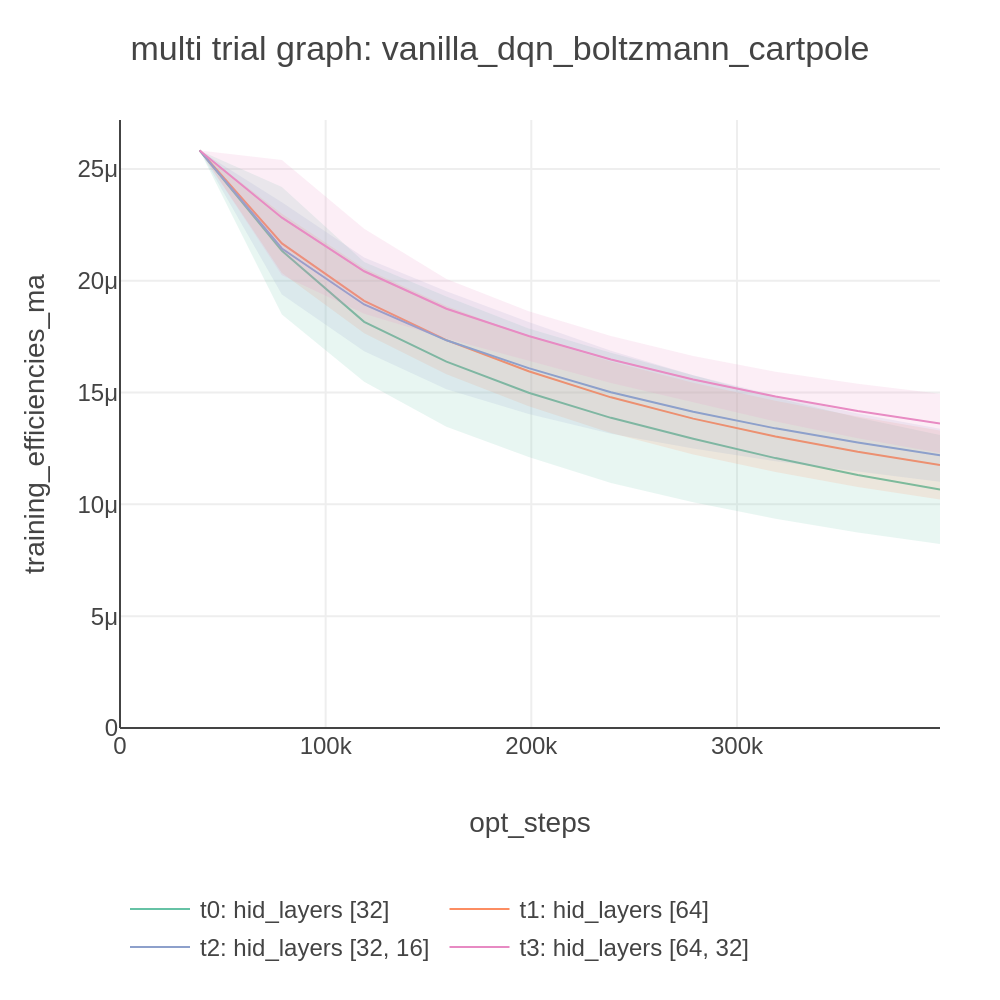 multi trial graph: vanilla_dqn_boltzmann_cartpole
training_efficiencies_ma
25μ
20μ
15μ
10μ
5μ
0
0 100k 200k 300k
opt_steps
t0: hid_layers [32] t1: hid_layers [64]
t2: hid_layers [32, 16] t3: hid_layers [64, 32]